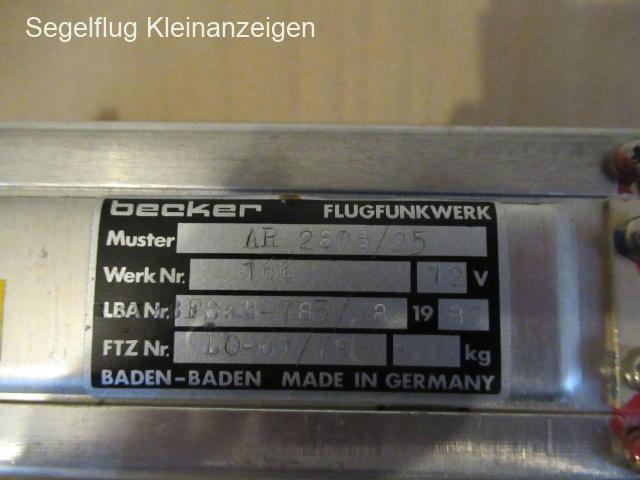 Segelflug Kleinanzeigen
becker FLUGFUNKWERK
Muster AR 2808/25
Werk Nr. 12 V
LBA Nr. 19
FTZ Nr. kg
BADEN-BADEN MADE IN GERMANY